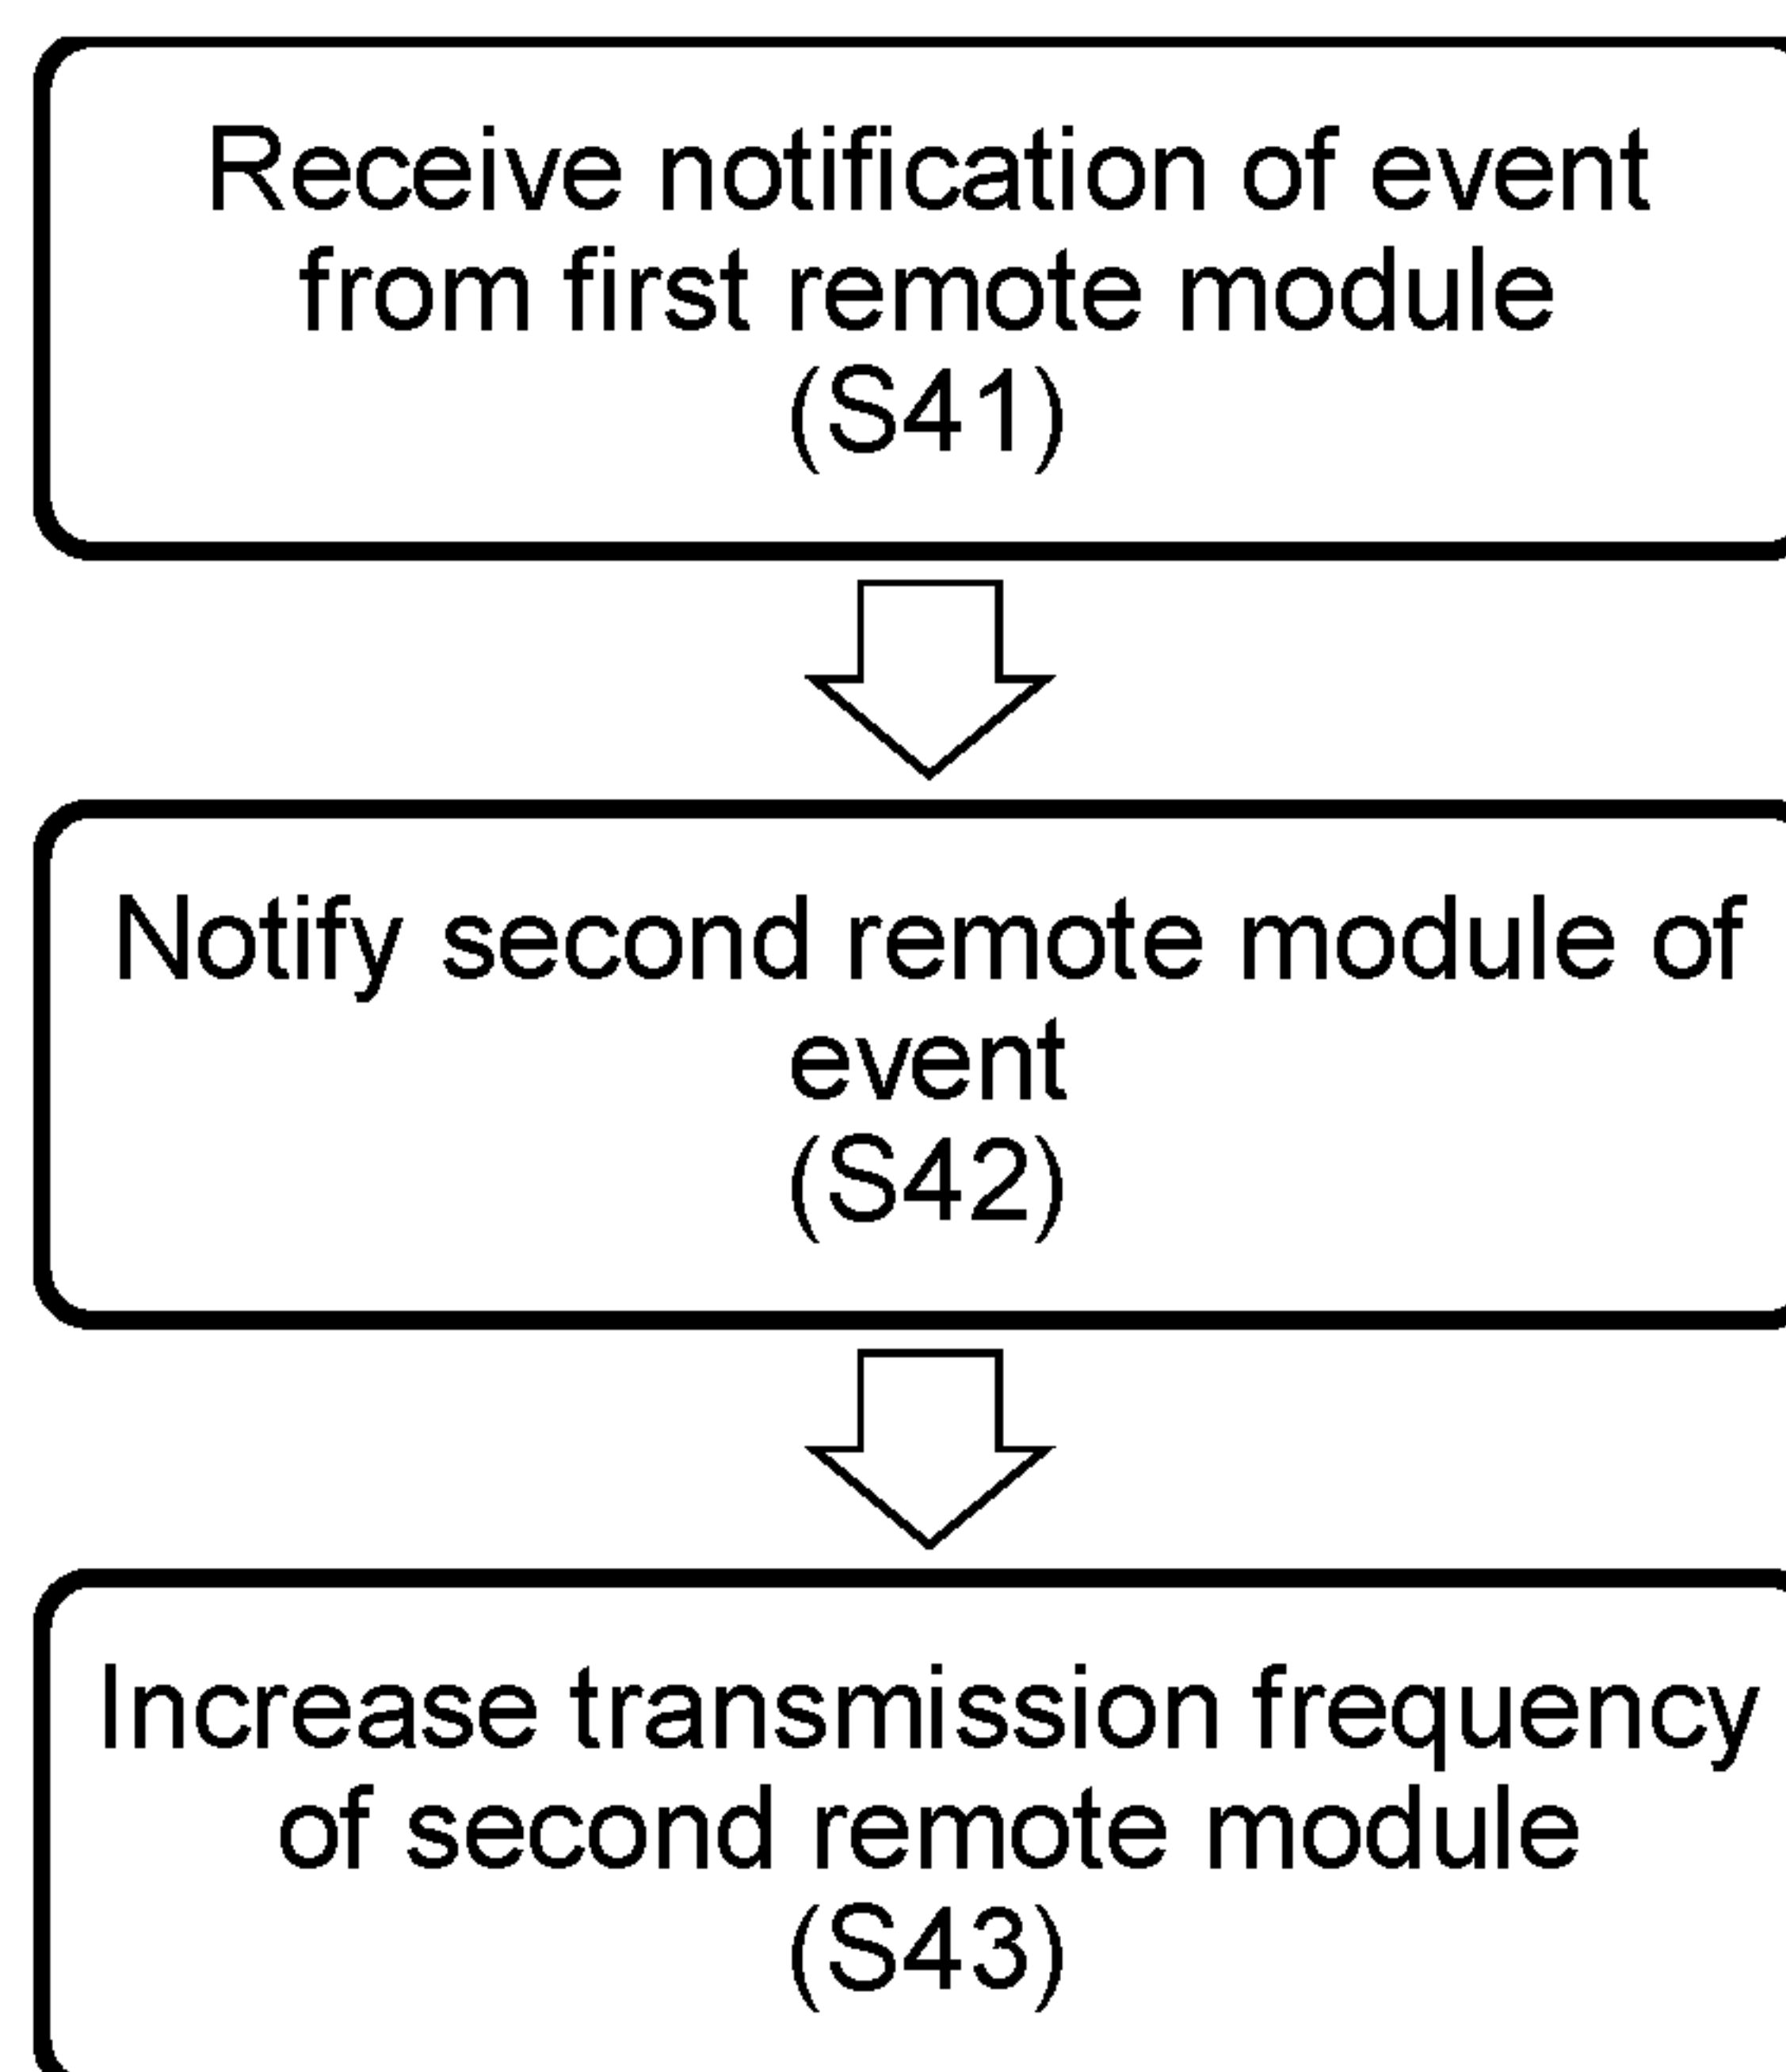 Receive notification of event
from first remote module
(S41)
Notify second remote module of
event
(S42)
Increase transmission frequency
of second remote module
(S43)